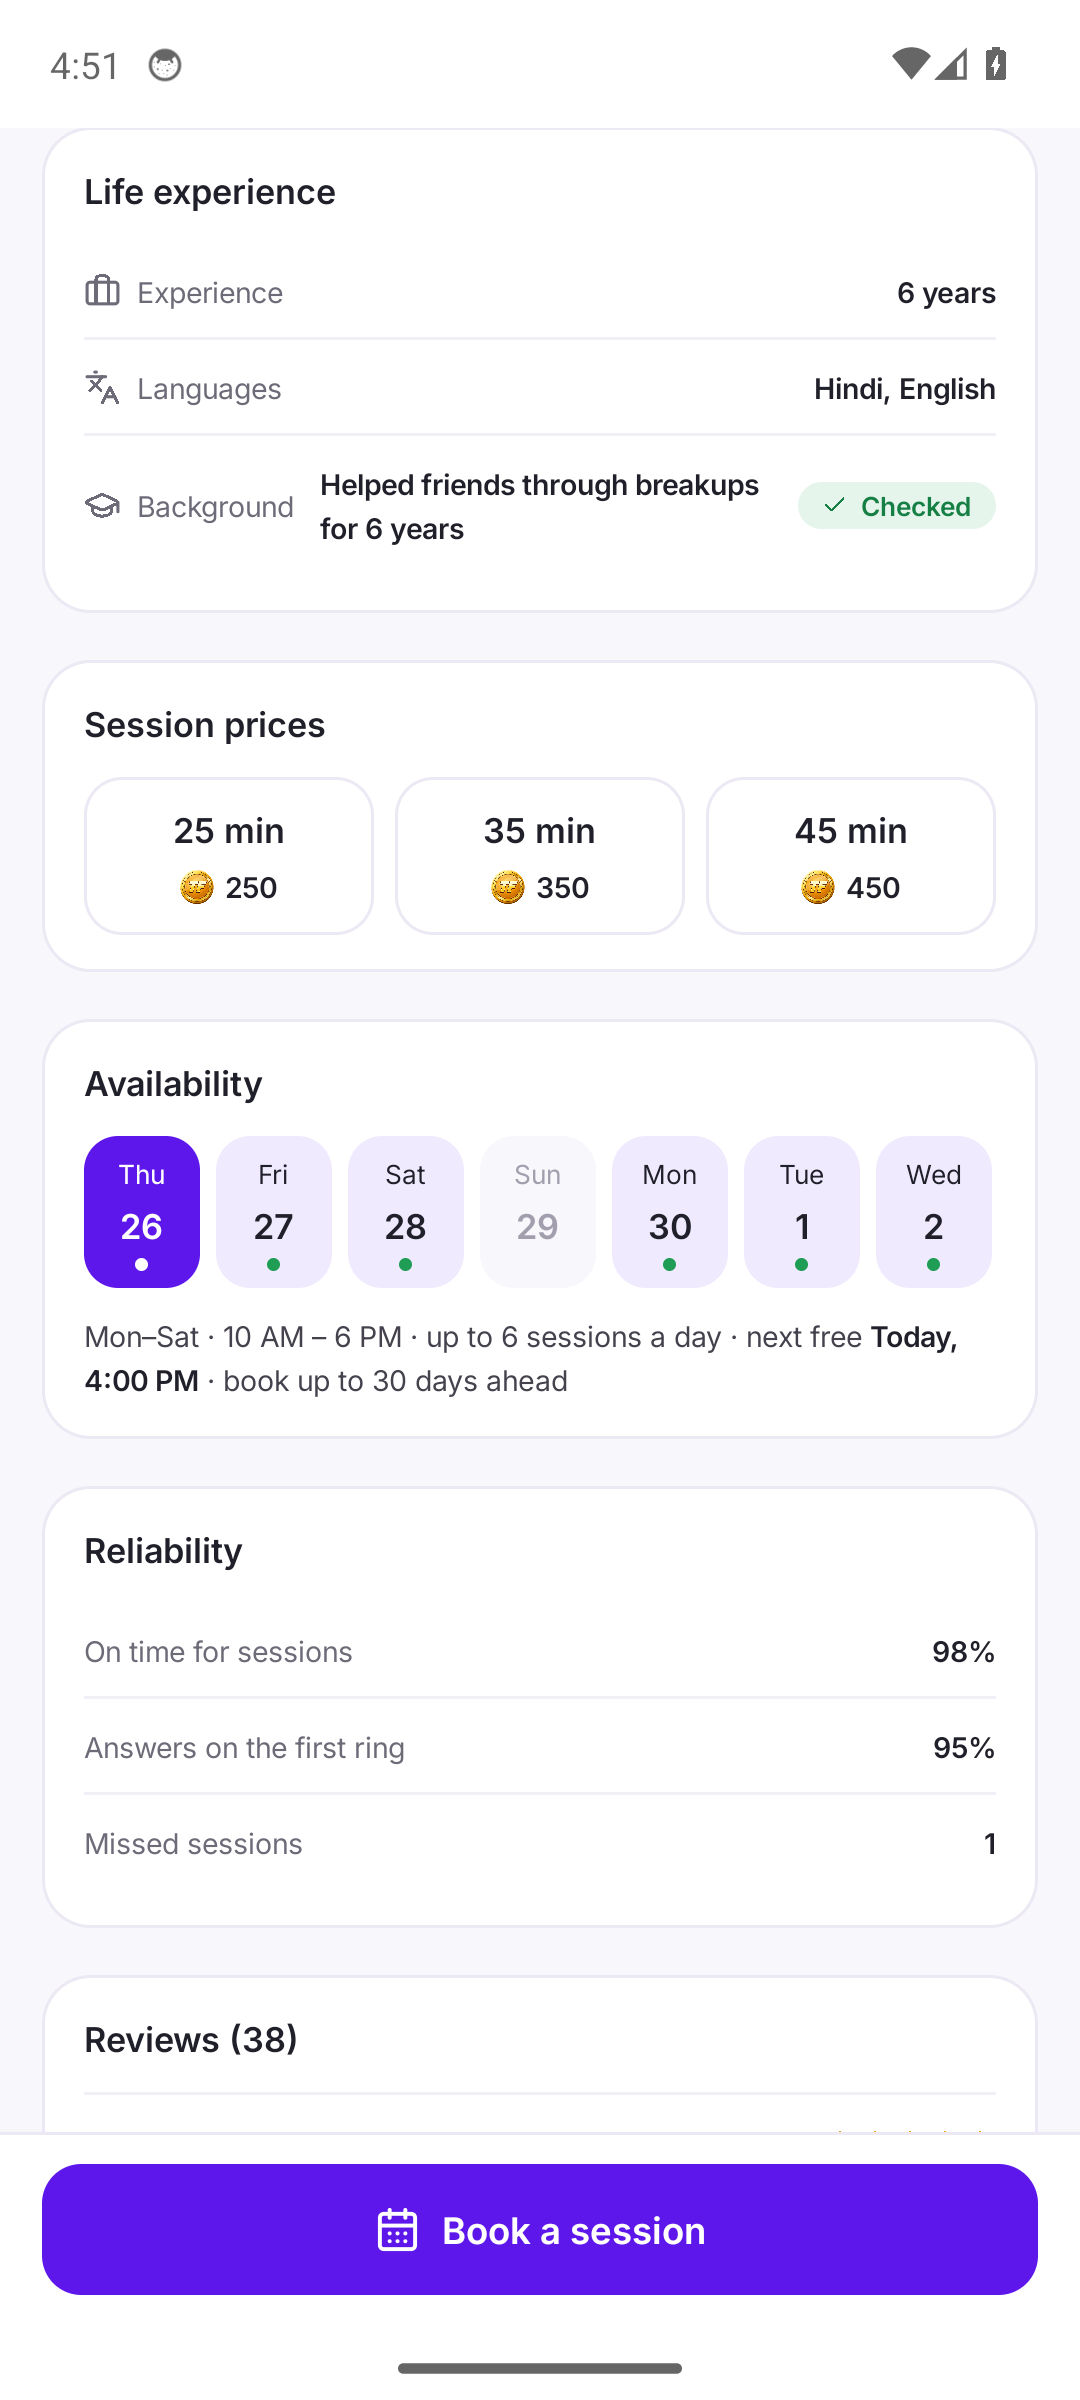 4:51
Life experience
Experience
6 years
Languages
Hindi, English
Background
Helped friends through breakups
for 6 years
Checked
Session prices
25 min
35 min
45 min
250
350
450
Availability
Thu
Fri
Sat
Sun
Mon
Tue
Wed
26
27
28
29
30
1
2
Mon–Sat · 10 AM – 6 PM · up to 6 sessions a day · next free Today,
4:00 PM · book up to 30 days ahead
Reliability
On time for sessions
98%
Answers on the first ring
95%
Missed sessions
1
Reviews (38)
Book a session